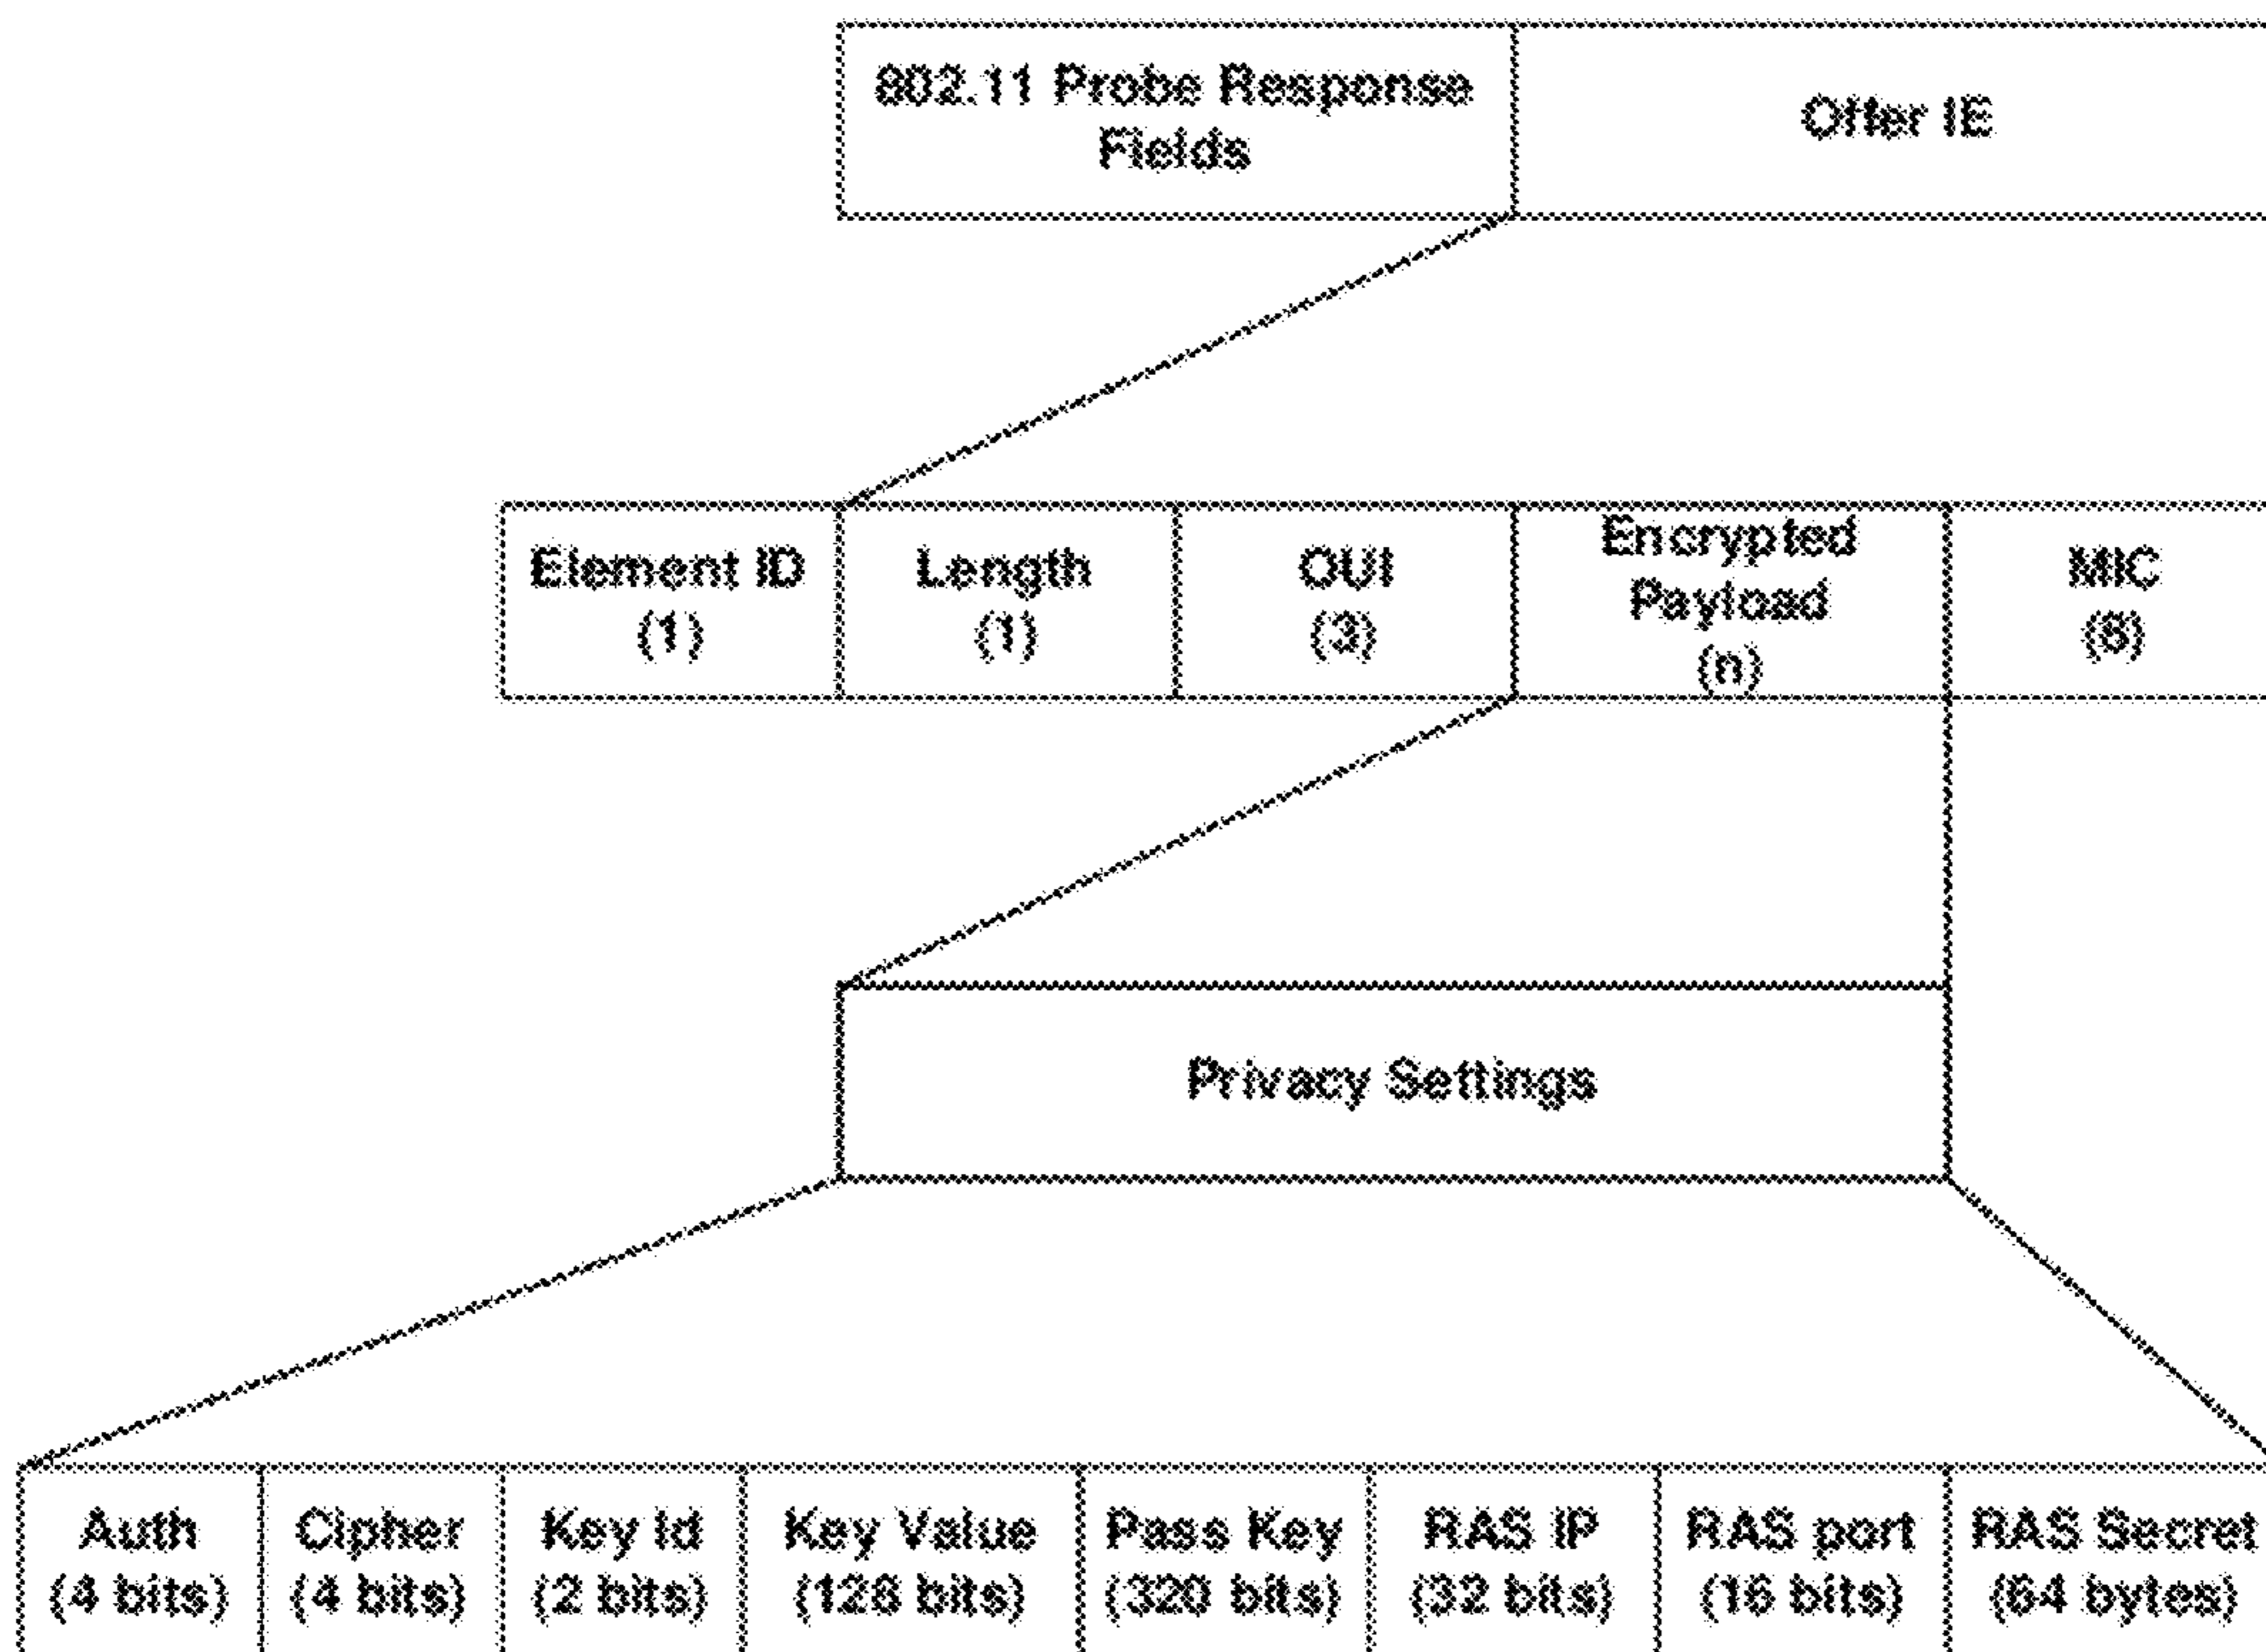 802.11 Probe Response
Fields
Offer IE
Element ID
(1)
Length
(1)
OUI
(3)
Encrypted
Payload
(n)
MIC
Privacy Settings
Auth
(4 bits)
Cipher
(4 bits)
Key Id
(2 bits)
Key Value
(128 bits)
Pass Key
(320 bits)
RAS IP
(32 bits)
RAS port
(16 bits)
RAS Secret
(64 bytes)